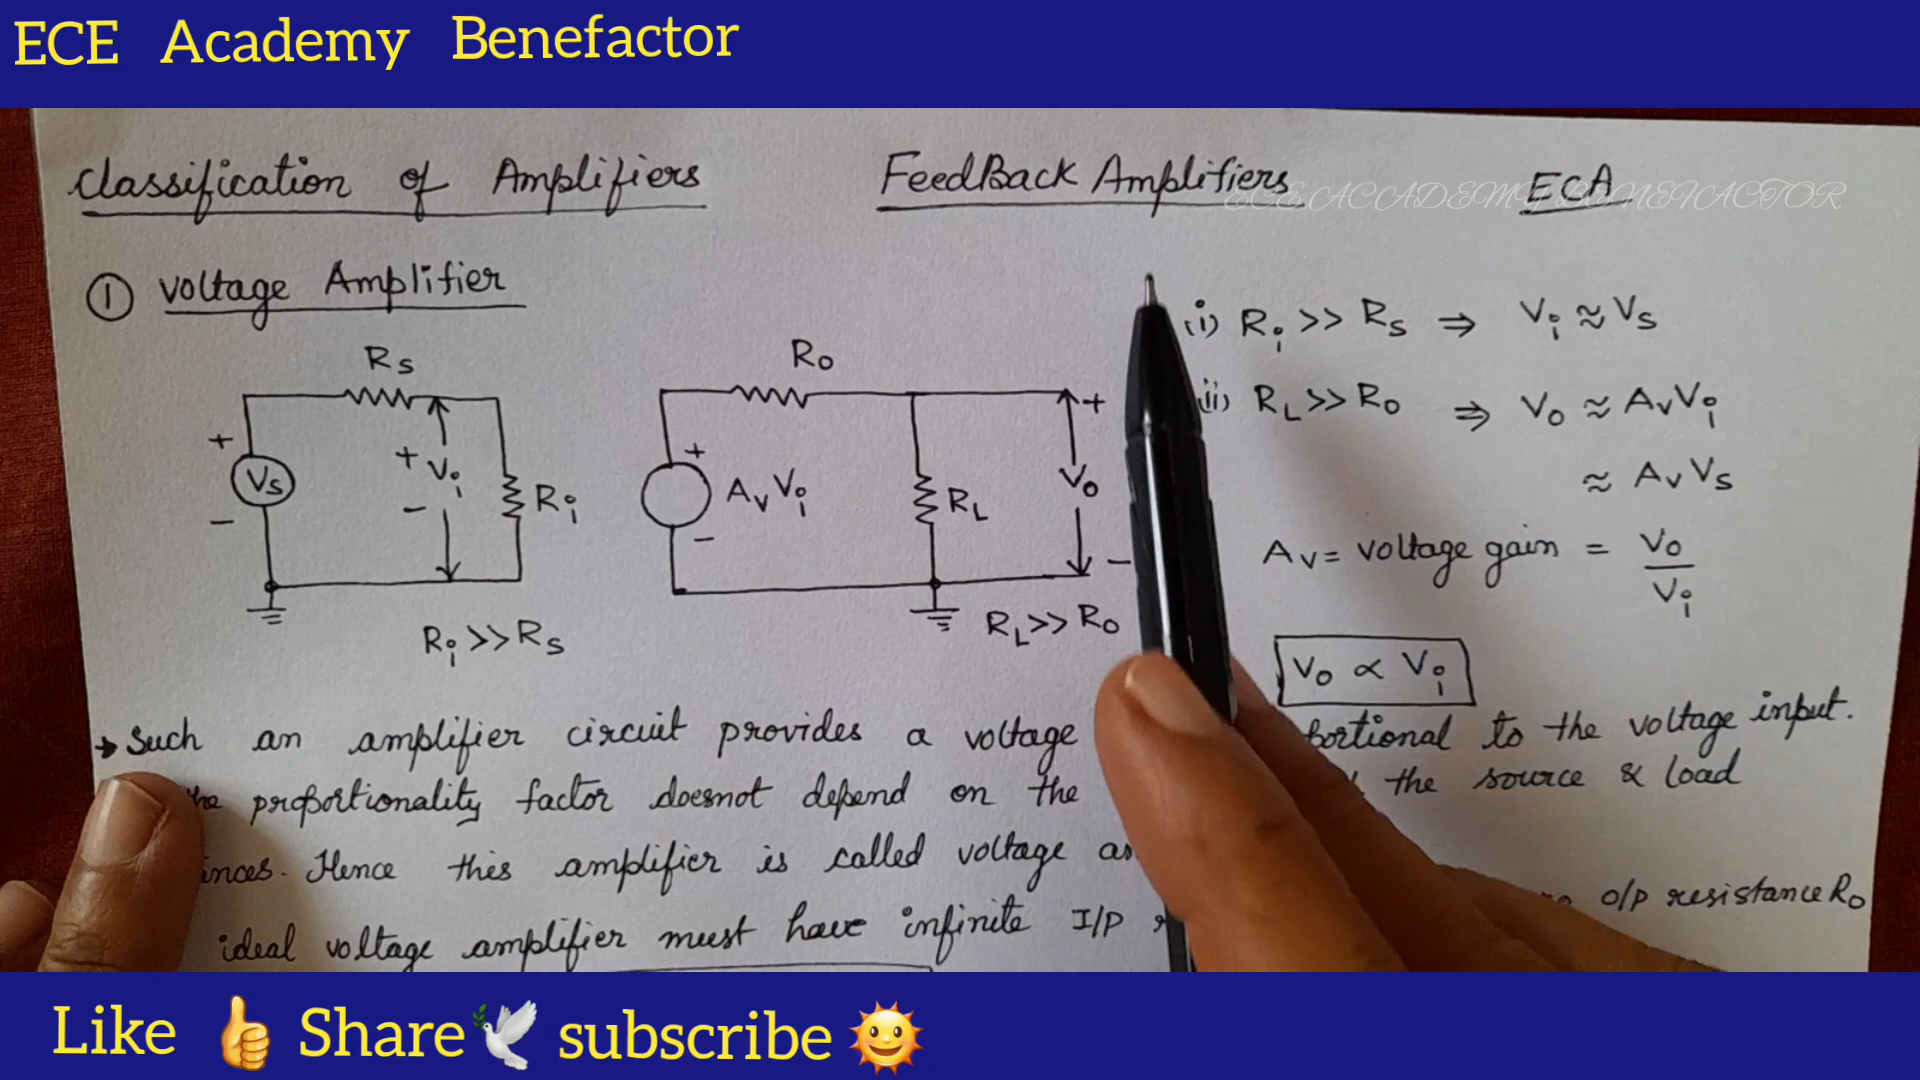 ECE Academy Benefactor
Classification of Amplifiers FeedBack Amplifiers ECA
ECE ACCADEMY BENEFACTOR
① Voltage Amplifier
Rs
Ro
+
Vs
-
+
Vi
-
Ri
Ri >> Rs
+
AvVi
-
RL
+
Vo
-
RL >> Ro
(i) Ri >> Rs ⇒ Vi ≈ Vs
(ii) RL >> Ro ⇒ Vo ≈ AvVi
≈ AvVs
Av = voltage gain = Vo / Vi
Vo ∝ Vi
→ Such an amplifier circuit provides a voltage portional to the voltage input.
the proportionality factor doesnot depend on the the source & load
ances. Hence this amplifier is called voltage am
ideal voltage amplifier must have infinite I/P o/p resistance Ro
Like 👍 Share 🕊️ subscribe 🌞